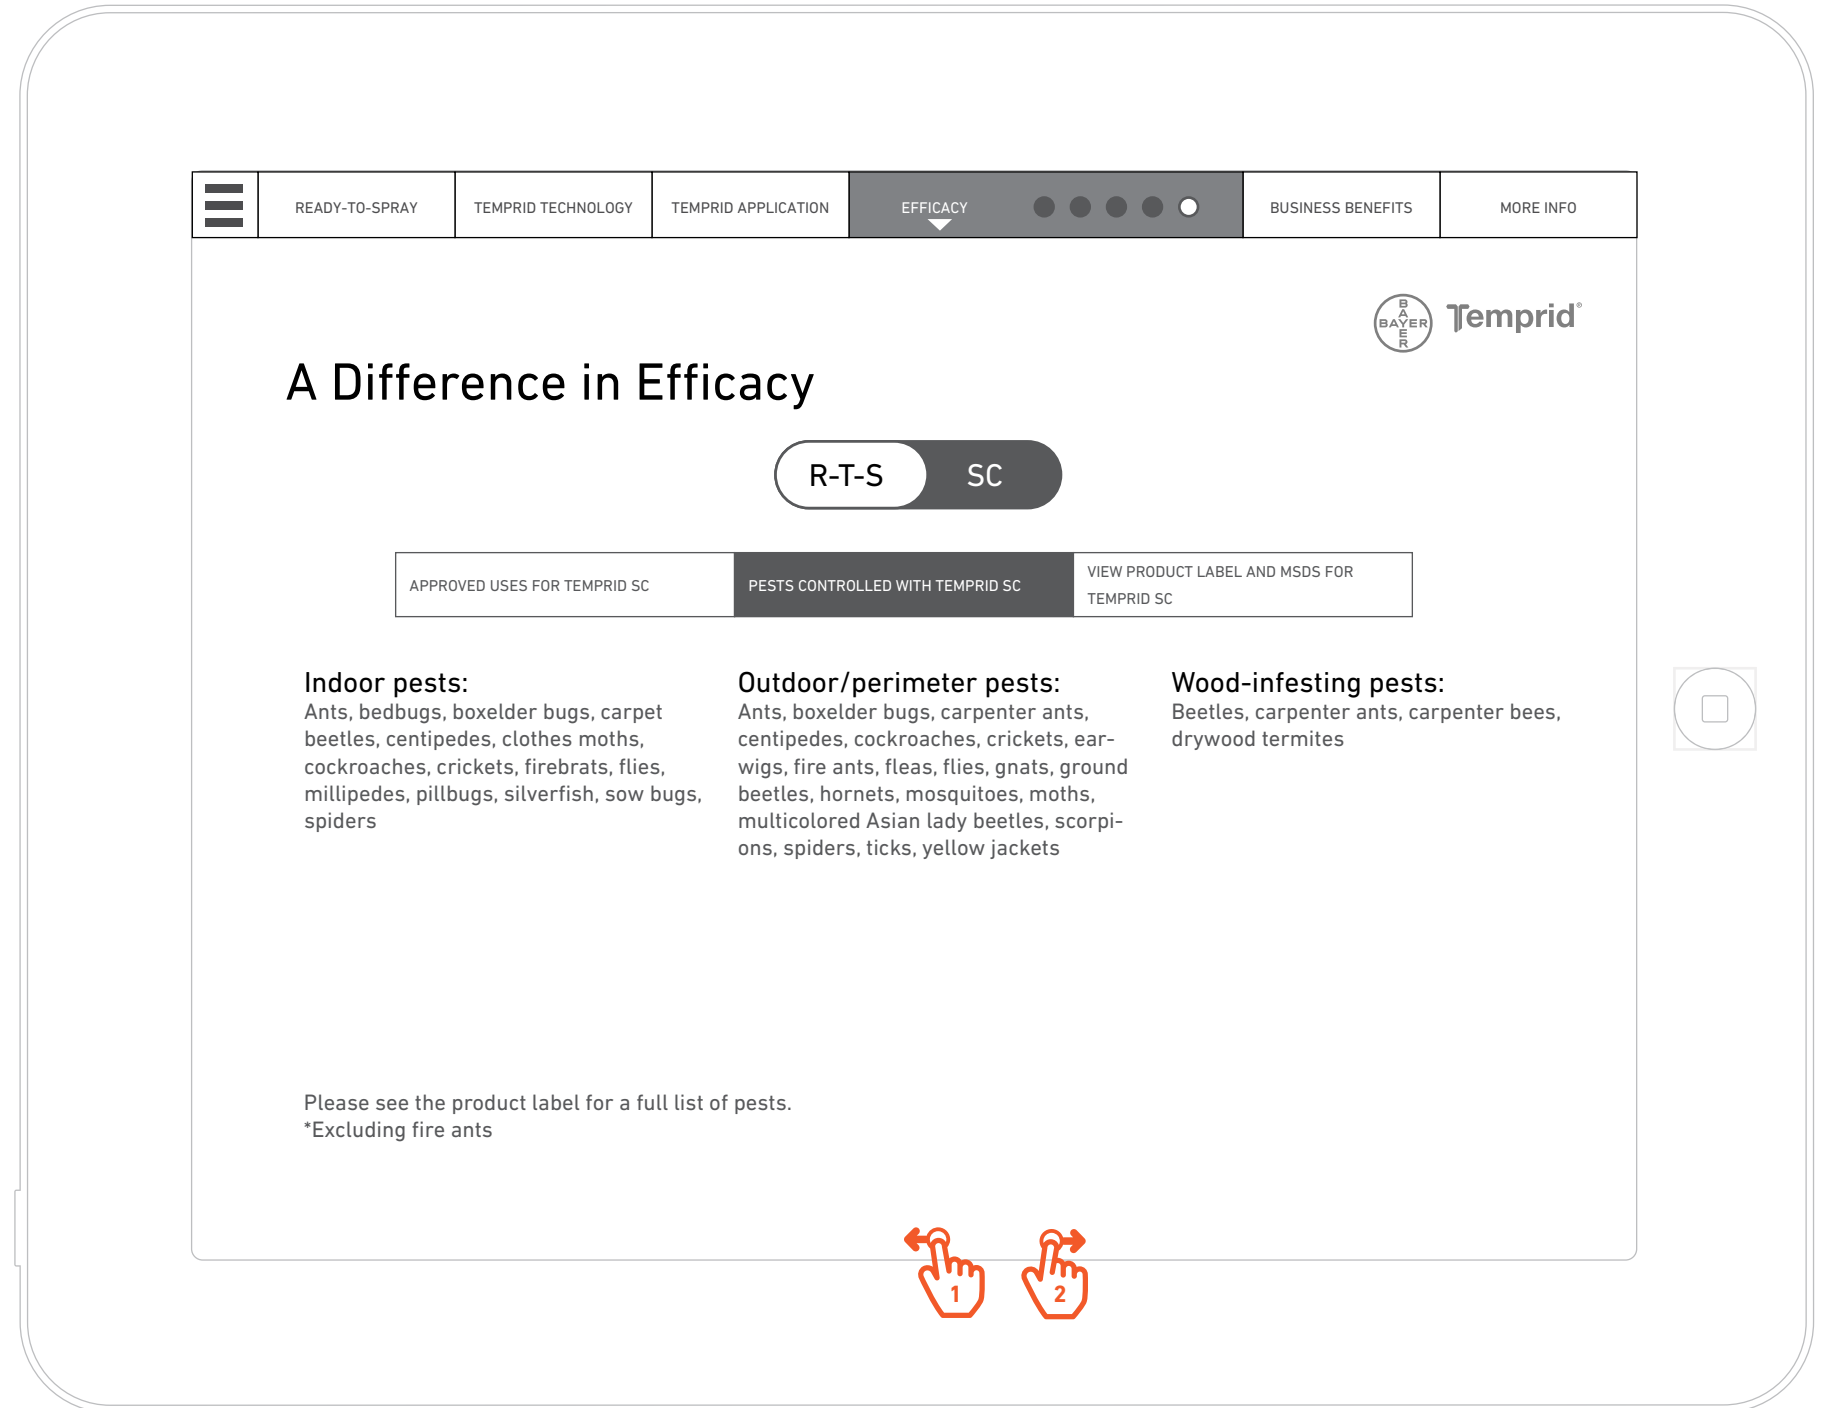 READY-TO-SPRAY
TEMPRID TECHNOLOGY
TEMPRID APPLICATION
EFFICACY
BUSINESS BENEFITS
MORE INFO
BAYER
BAYER
Temprid®
A Difference in Efficacy
R-T-S
SC
APPROVED USES FOR TEMPRID SC
PESTS CONTROLLED WITH TEMPRID SC
VIEW PRODUCT LABEL AND MSDS FOR
TEMPRID SC
Indoor pests:
Ants, bedbugs, boxelder bugs, carpet
beetles, centipedes, clothes moths,
cockroaches, crickets, firebrats, flies,
millipedes, pillbugs, silverfish, sow bugs,
spiders
Outdoor/perimeter pests:
Ants, boxelder bugs, carpenter ants,
centipedes, cockroaches, crickets, ear-
wigs, fire ants, fleas, flies, gnats, ground
beetles, hornets, mosquitoes, moths,
multicolored Asian lady beetles, scorpi-
ons, spiders, ticks, yellow jackets
Wood-infesting pests:
Beetles, carpenter ants, carpenter bees,
drywood termites
Please see the product label for a full list of pests.
*Excluding fire ants
1
2